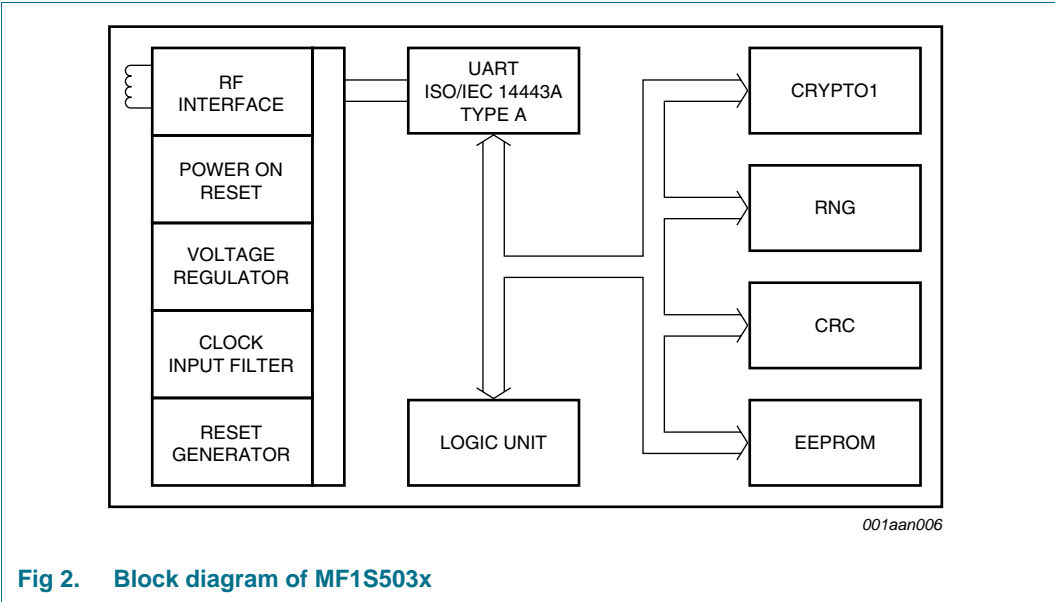 RF
INTERFACE
POWER ON
RESET
VOLTAGE
REGULATOR
CLOCK
INPUT FILTER
RESET
GENERATOR
UART
ISO/IEC 14443A
TYPE A
LOGIC UNIT
CRYPTO1
RNG
CRC
EEPROM
001aan006
Fig 2. Block diagram of MF1S503x